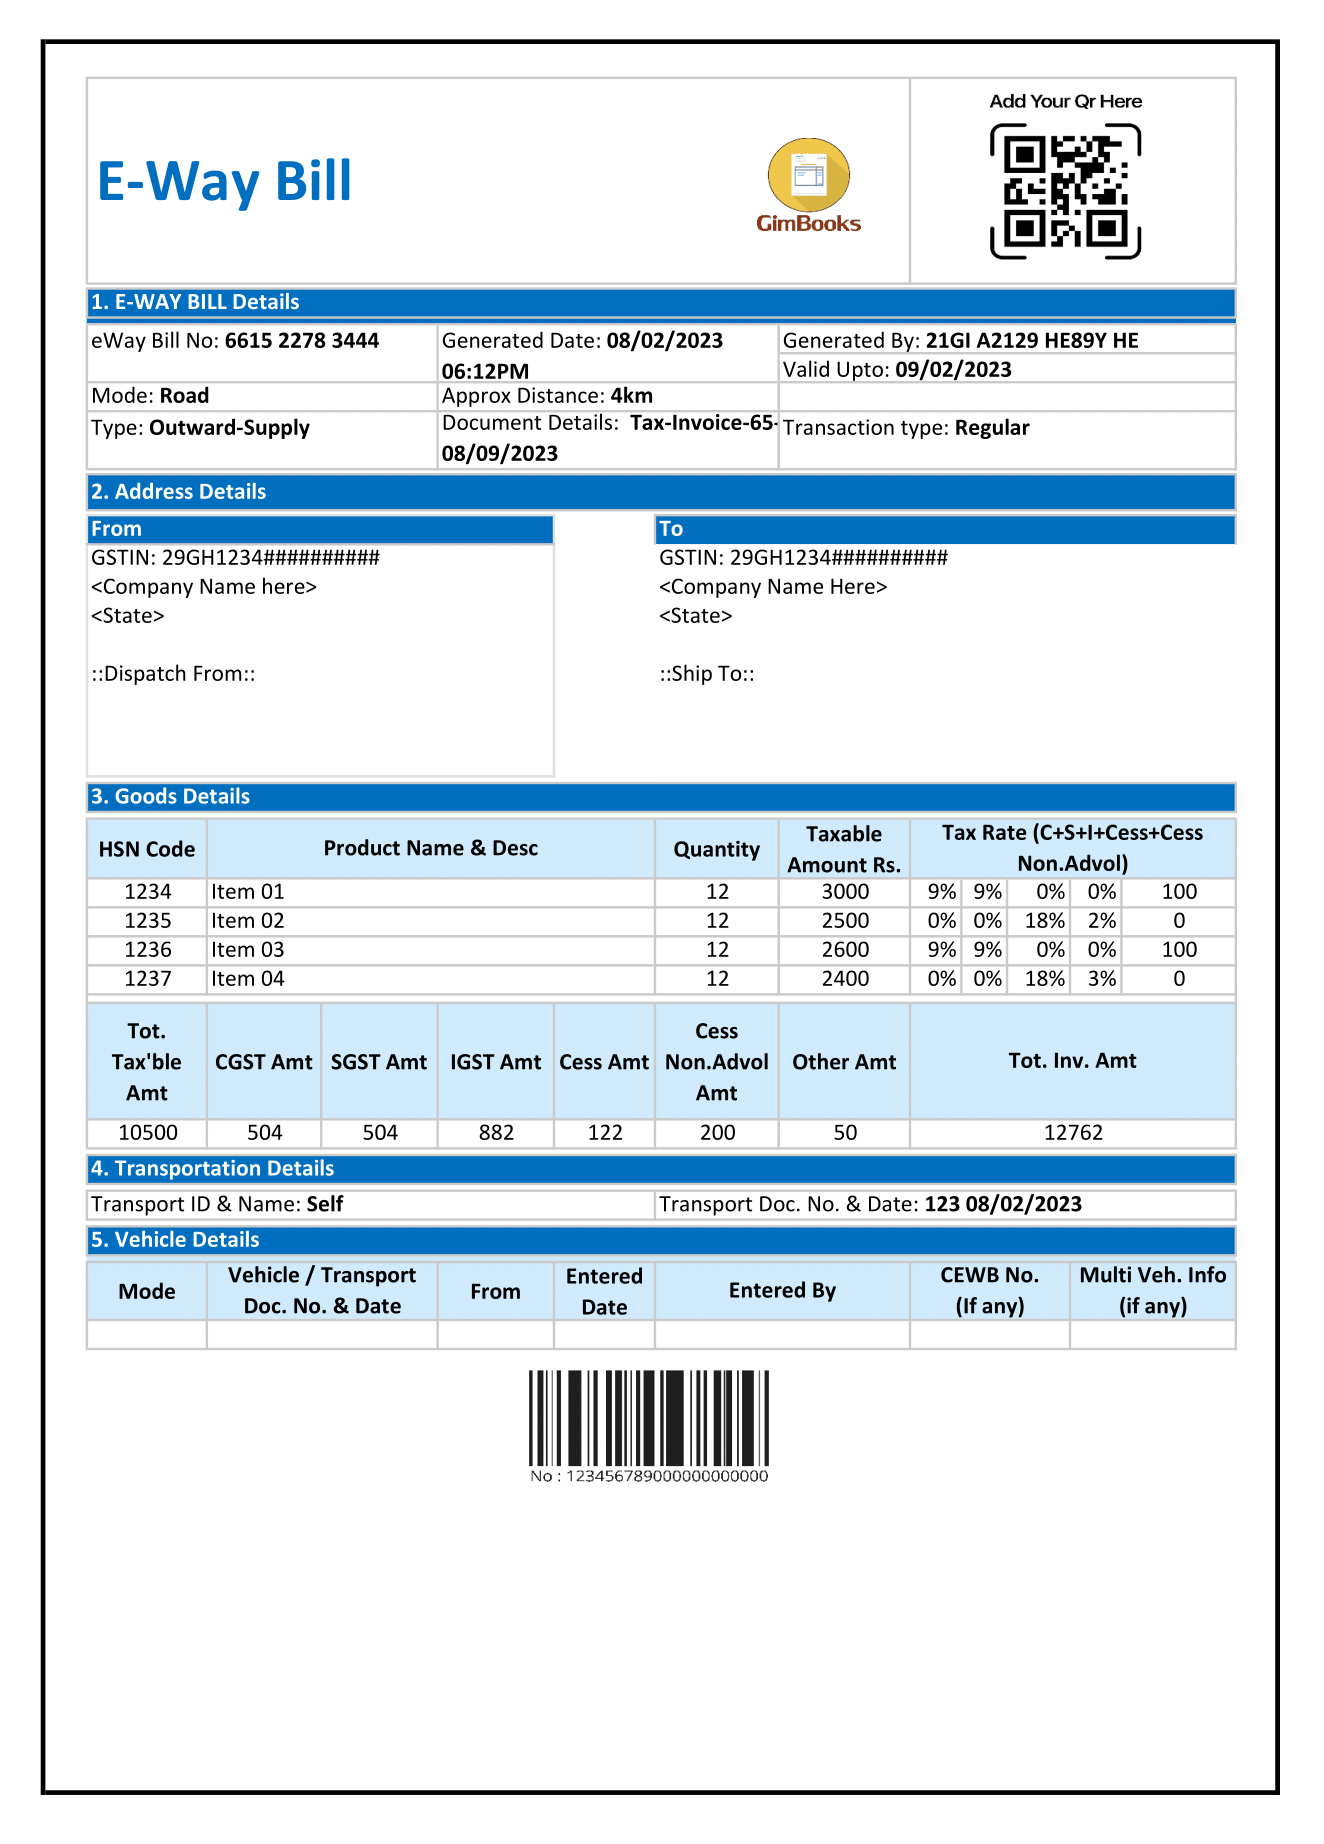 Add Your Qr Here
E-Way Bill
GimBooks
1. E-WAY BILL Details
eWay Bill No: 6615 2278 3444
Generated Date: 08/02/2023
06:12PM
Generated By: 21GI A2129 HE89Y HE
Valid Upto: 09/02/2023
Mode: Road
Approx Distance: 4km
Type: Outward-Supply
Document Details: Tax-Invoice-65-
08/09/2023
Transaction type: Regular
2. Address Details
From
GSTIN: 29GH1234##########
<Company Name here>
<State>
::Dispatch From::
To
GSTIN: 29GH1234##########
<Company Name Here>
<State>
::Ship To::
3. Goods Details
HSN Code Product Name & Desc Quantity Taxable Amount Rs. Tax Rate (C+S+I+Cess+Cess Non.Advol)
1234 Item 01 12 3000 9% 9% 0% 0% 100
1235 Item 02 12 2500 0% 0% 18% 2% 0
1236 Item 03 12 2600 9% 9% 0% 0% 100
1237 Item 04 12 2400 0% 0% 18% 3% 0
Tot. Tax'ble Amt CGST Amt SGST Amt IGST Amt Cess Amt Cess Non.Advol Amt Other Amt Tot. Inv. Amt
10500 504 504 882 122 200 50 12762
4. Transportation Details
Transport ID & Name: Self
Transport Doc. No. & Date: 123 08/02/2023
5. Vehicle Details
Mode Vehicle / Transport Doc. No. & Date From Entered Date Entered By CEWB No. (If any) Multi Veh. Info (if any)
No : 123456789000000000000